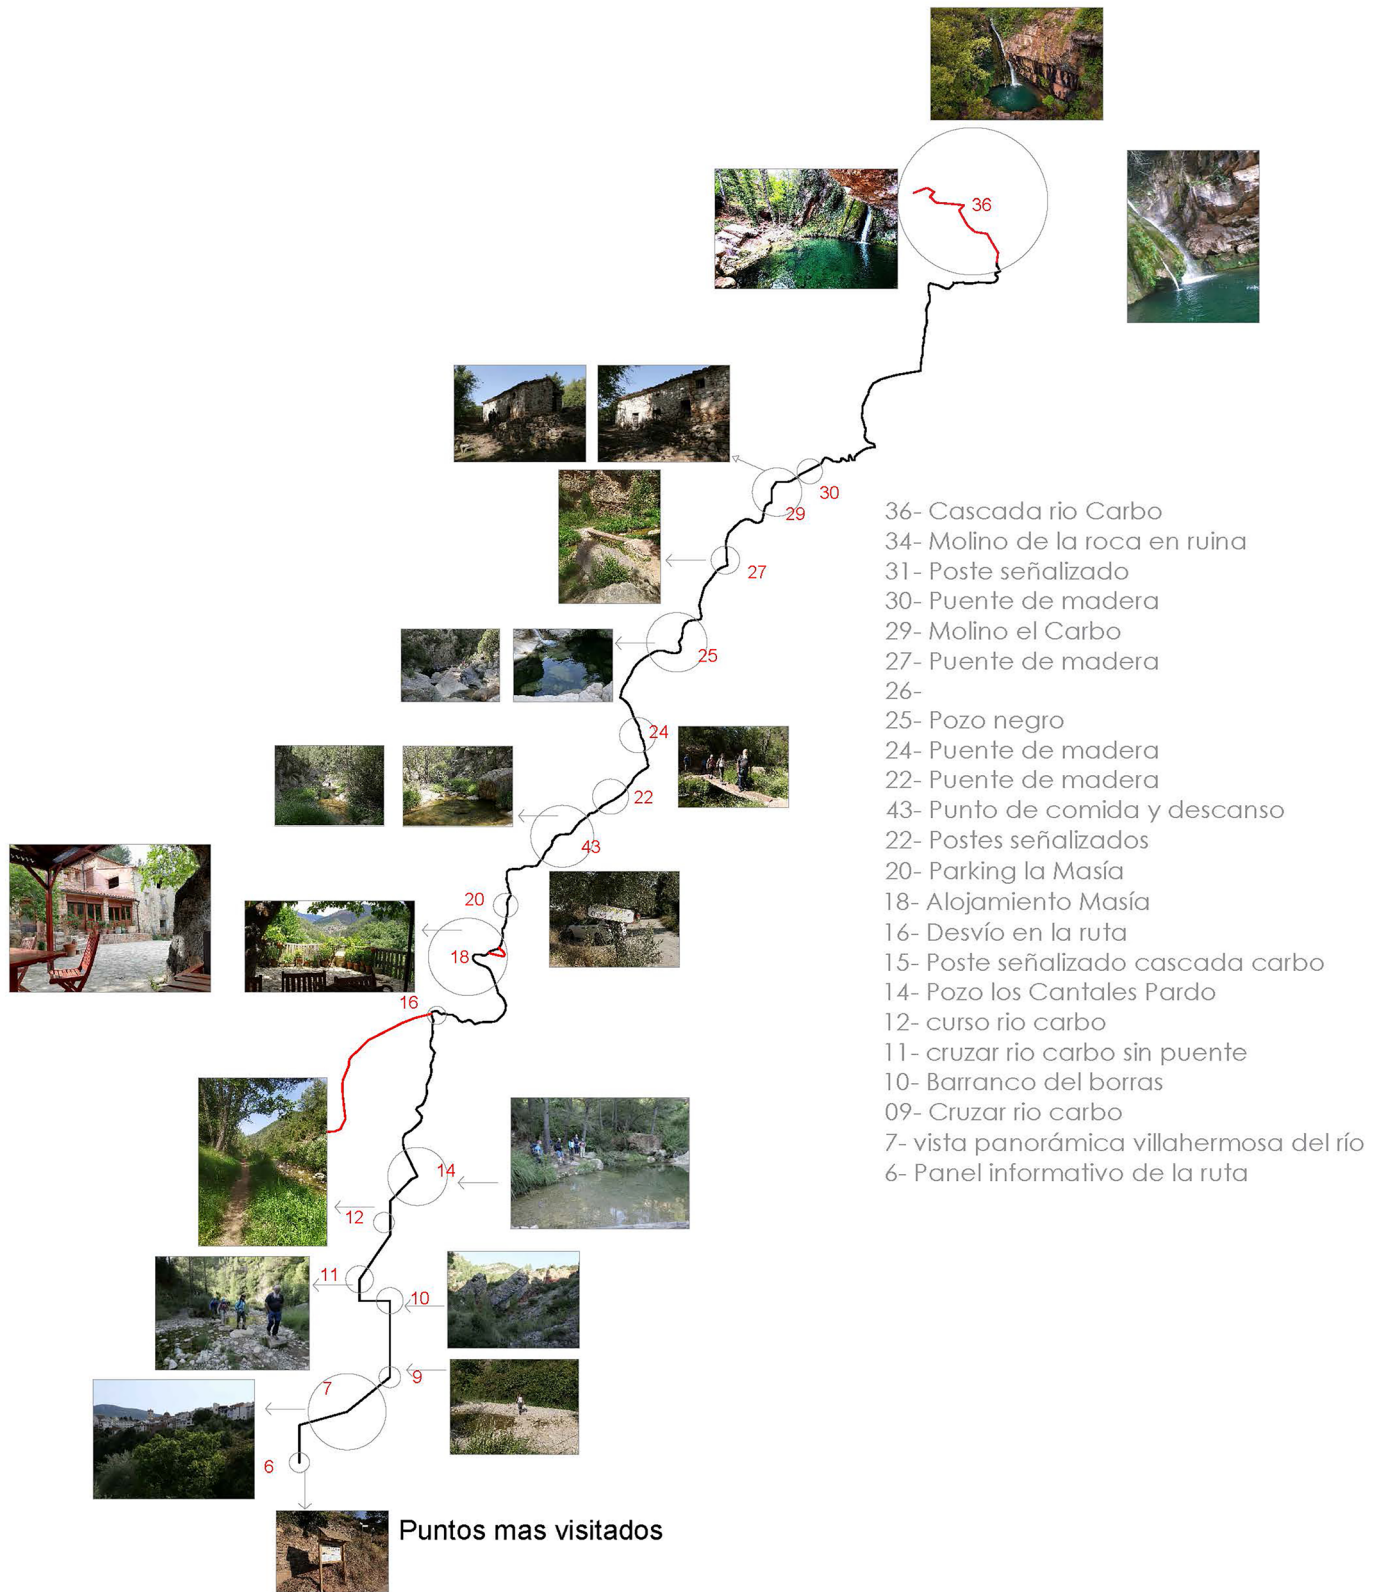 36
30
29
27
25
24
22
43
20
18
16
14
12
11
10
9
7
6
36- Cascada rio Carbo
34- Molino de la roca en ruina
31- Poste señalizado
30- Puente de madera
29- Molino el Carbo
27- Puente de madera
26-
25- Pozo negro
24- Puente de madera
22- Puente de madera
43- Punto de comida y descanso
22- Postes señalizados
20- Parking la Masía
18- Alojamiento Masía
16- Desvío en la ruta
15- Poste señalizado cascada carbo
14- Pozo los Cantales Pardo
12- curso rio carbo
11- cruzar rio carbo sin puente
10- Barranco del borras
09- Cruzar rio carbo
7- vista panorámica villahermosa del río
6- Panel informativo de la ruta
Puntos mas visitados